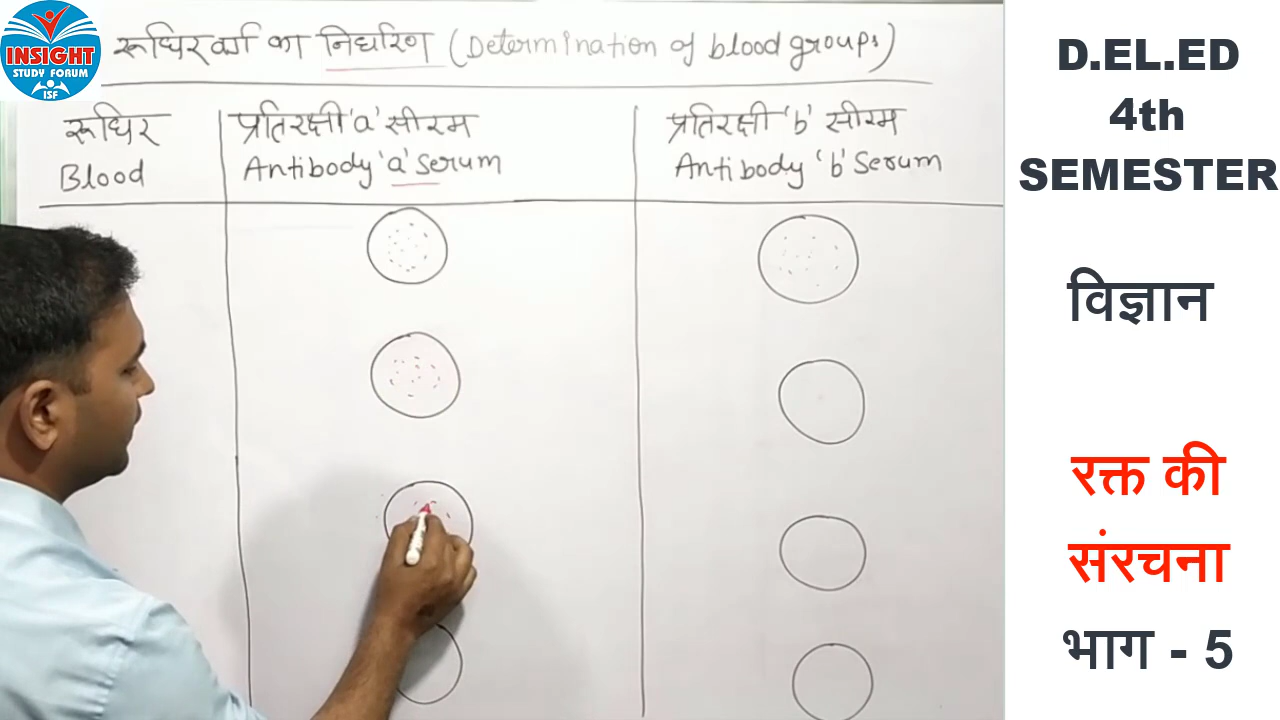 INSIGHT
STUDY FORUM
ISF
रूधिर वर्ग का निर्धारण (Determination of blood groups)
रूधिर
Blood
प्रतिरक्षी 'a' सीरम
Antibody 'a' Serum
प्रतिरक्षी 'b' सीरम
Antibody 'b' Serum
D.EL.ED
4th
SEMESTER
विज्ञान
रक्त की
संरचना
भाग - 5